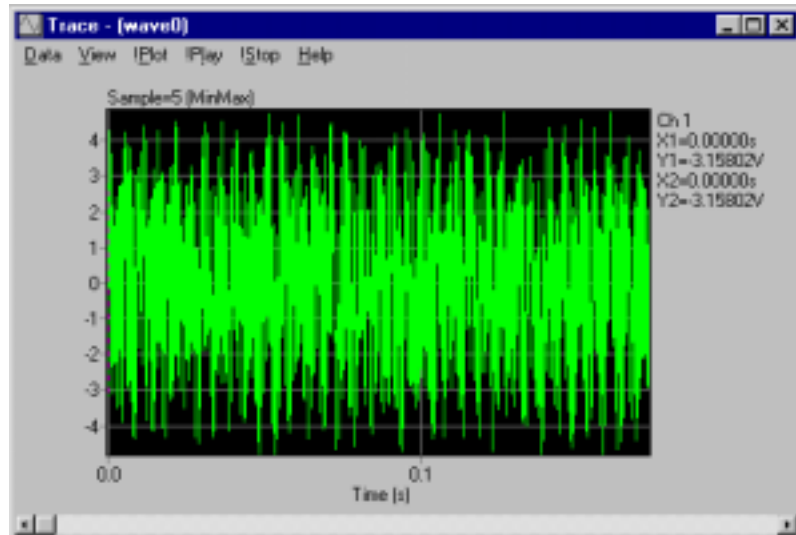 Trace - (wave0)
Data View !Plot !Play !Stop Help
Sample=5 (MinMax)
Ch 1
X1=0.00000s
Y1=-3.15802V
X2=0.00000s
Y2=-3.15802V
4
3
2
1
0
-1
-2
-3
-4
0.0 0.1
Time (s)